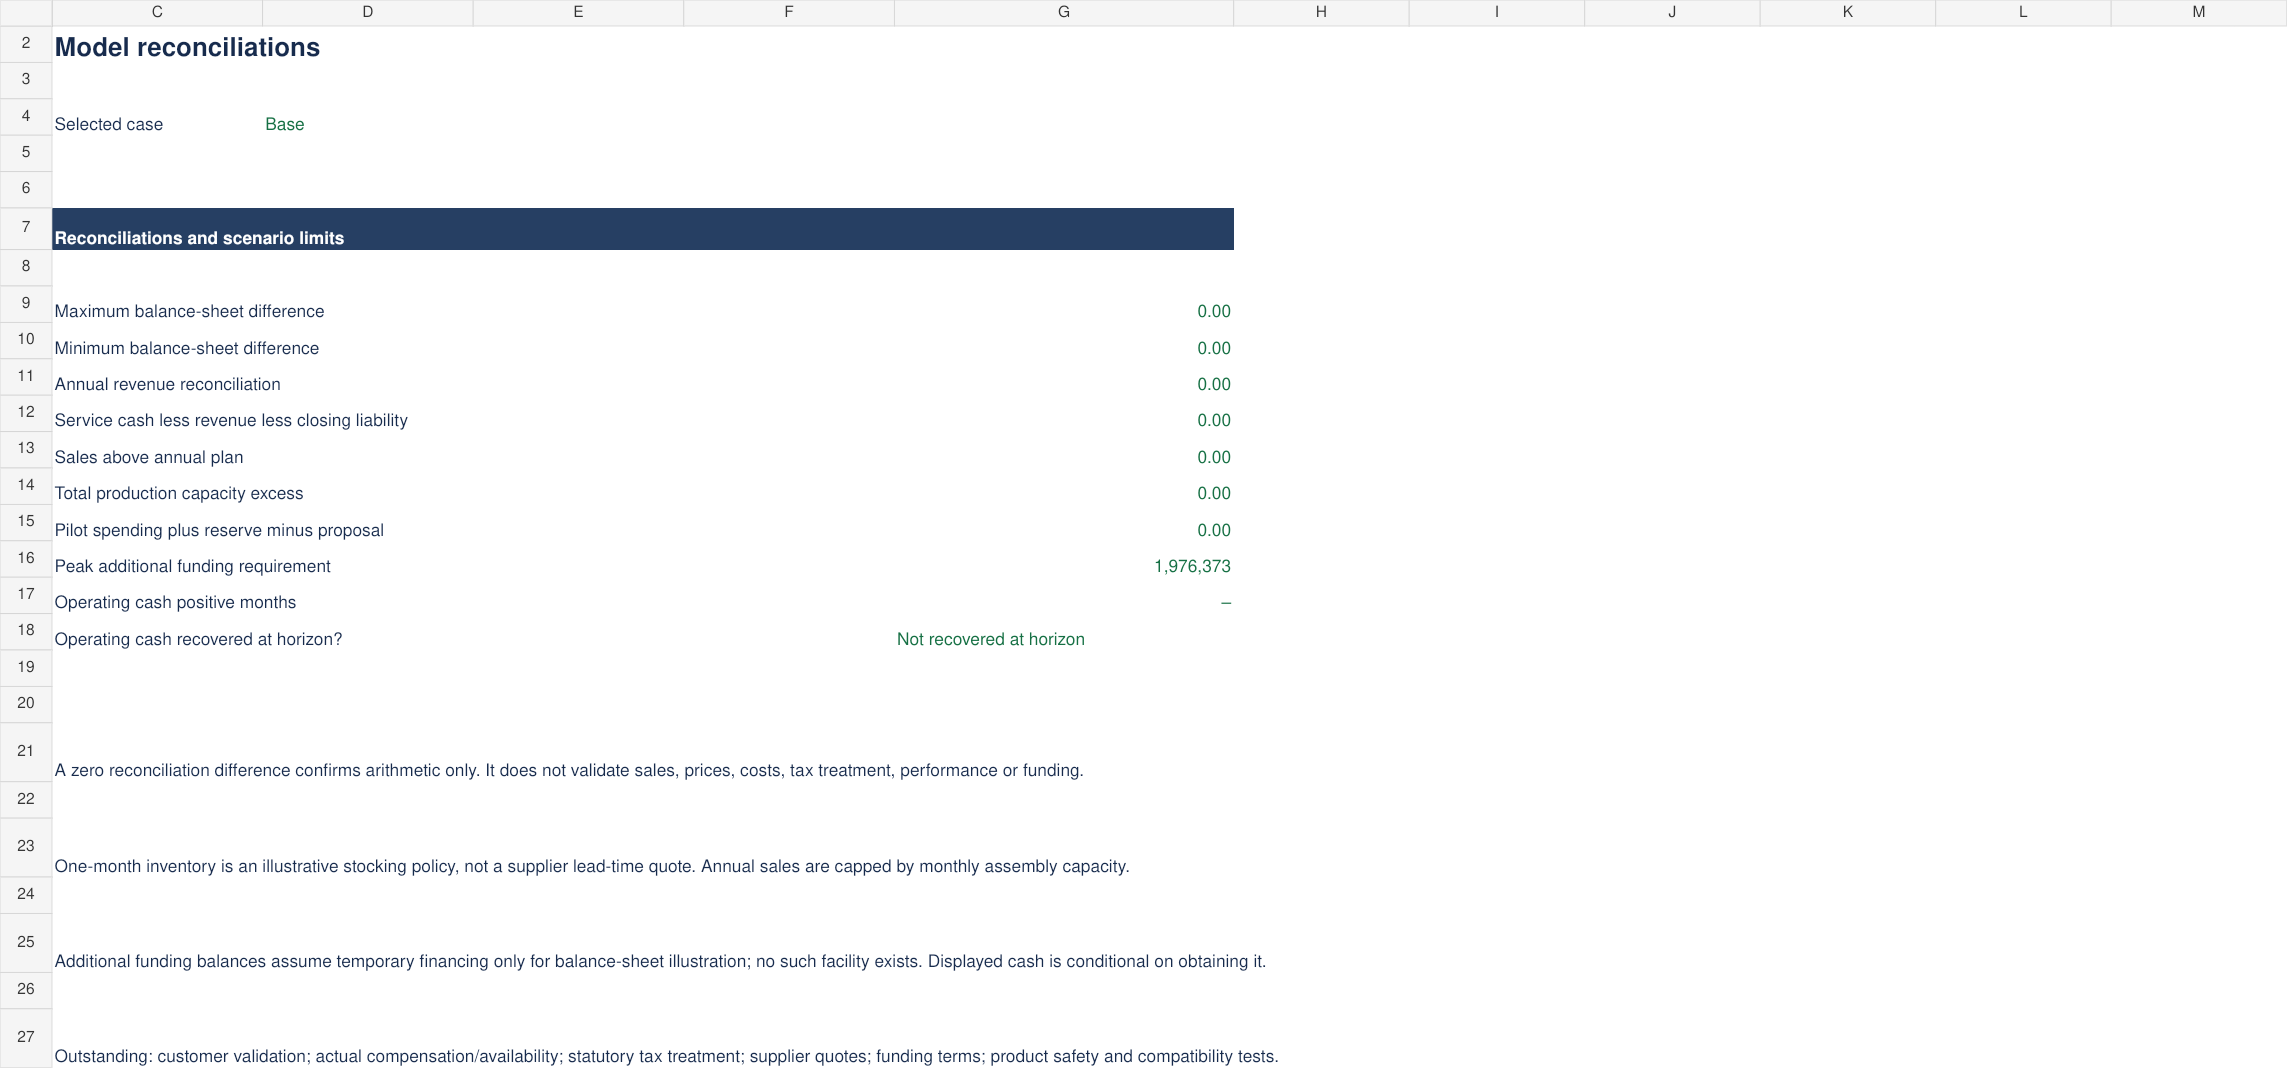 C D E F G H I J K L M
2 Model reconciliations
3
4 Selected case Base
5
6
7 Reconciliations and scenario limits
8
9 Maximum balance-sheet difference 0.00
10 Minimum balance-sheet difference 0.00
11 Annual revenue reconciliation 0.00
12 Service cash less revenue less closing liability 0.00
13 Sales above annual plan 0.00
14 Total production capacity excess 0.00
15 Pilot spending plus reserve minus proposal 0.00
16 Peak additional funding requirement 1,976,373
17 Operating cash positive months –
18 Operating cash recovered at horizon? Not recovered at horizon
19
20
21 A zero reconciliation difference confirms arithmetic only. It does not validate sales, prices, costs, tax treatment, performance or funding.
22
23 One-month inventory is an illustrative stocking policy, not a supplier lead-time quote. Annual sales are capped by monthly assembly capacity.
24
25 Additional funding balances assume temporary financing only for balance-sheet illustration; no such facility exists. Displayed cash is conditional on obtaining it.
26
27 Outstanding: customer validation; actual compensation/availability; statutory tax treatment; supplier quotes; funding terms; product safety and compatibility tests.